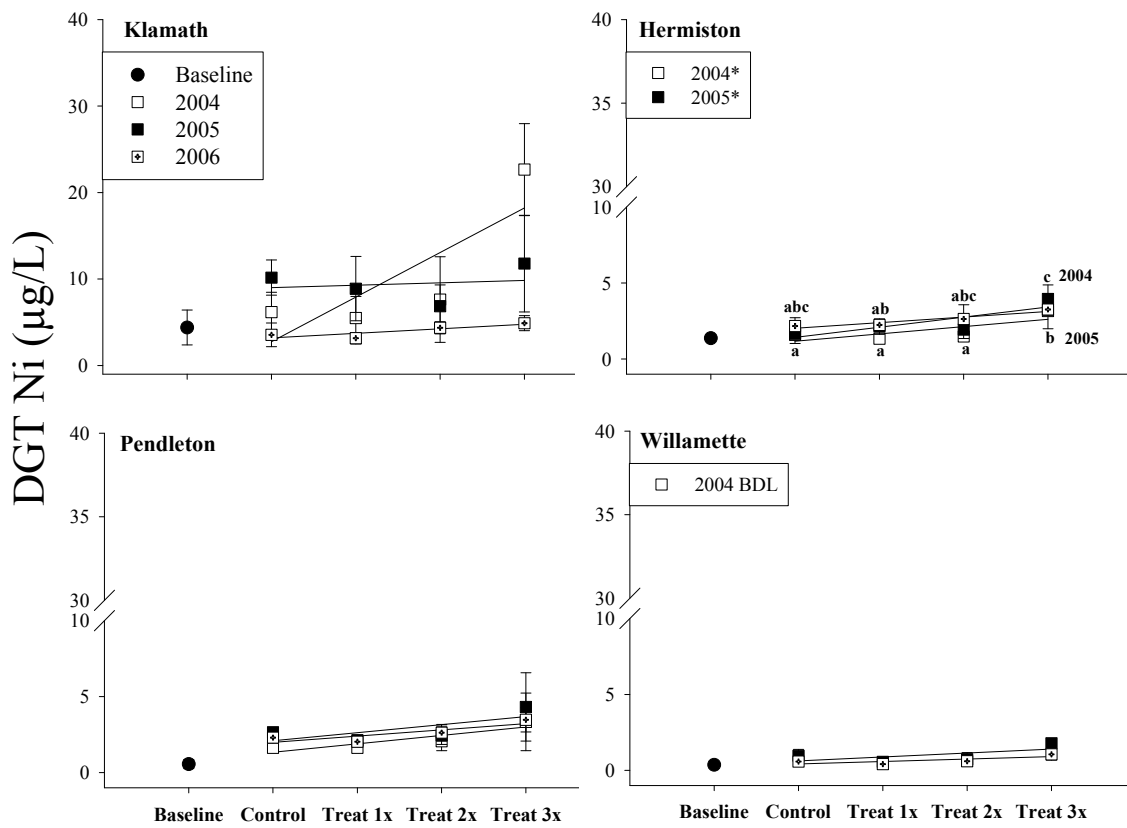 DGT Ni (µg/L)
Klamath
Baseline
2004
2005
2006
40
30
20
10
0
Hermiston
2004*
2005*
40
35
30
10
5
0
abc
ab
abc
c 2004
a
a
a
b 2005
Pendleton
40
35
30
10
5
0
Baseline Control Treat 1x Treat 2x Treat 3x
Willamette
2004 BDL
40
35
30
10
5
0
Baseline Control Treat 1x Treat 2x Treat 3x